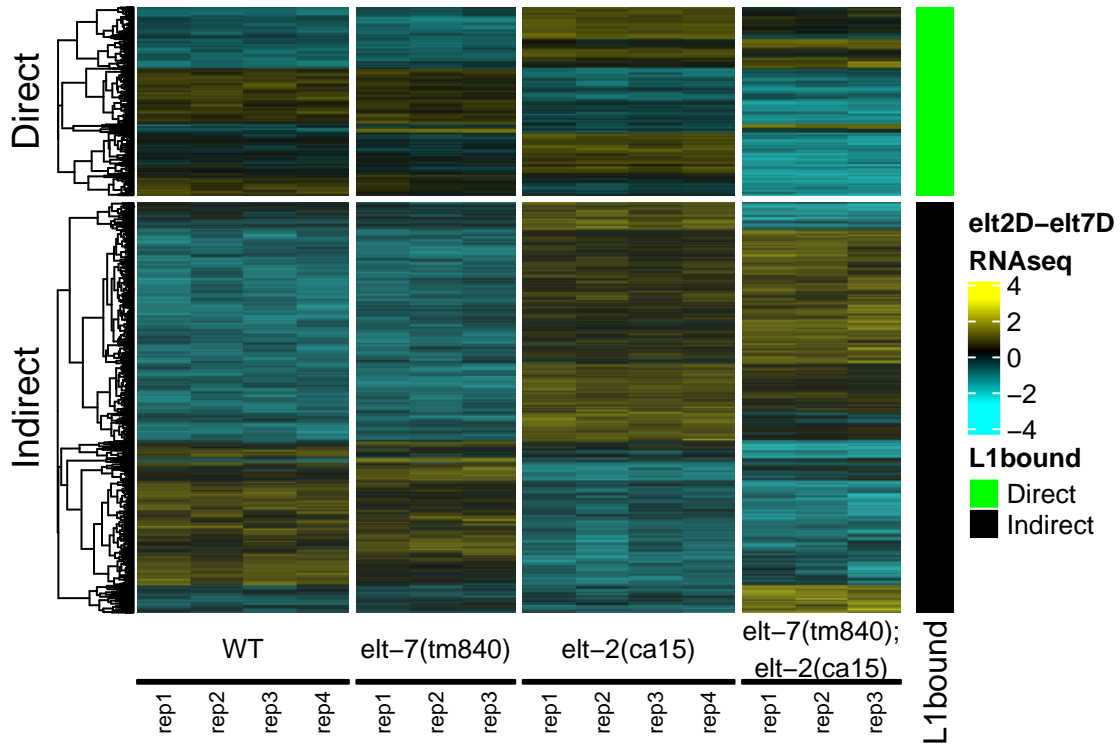 Direct
Indirect
elt2D−elt7D
RNAseq
4
2
0
−2
−4
L1bound
Direct
Indirect
WT
elt−7(tm840)
elt−2(ca15)
elt−7(tm840);
elt−2(ca15)
rep1
rep2
rep3
rep4
rep1
rep2
rep3
rep1
rep2
rep3
rep4
rep1
rep2
rep3
L1bound